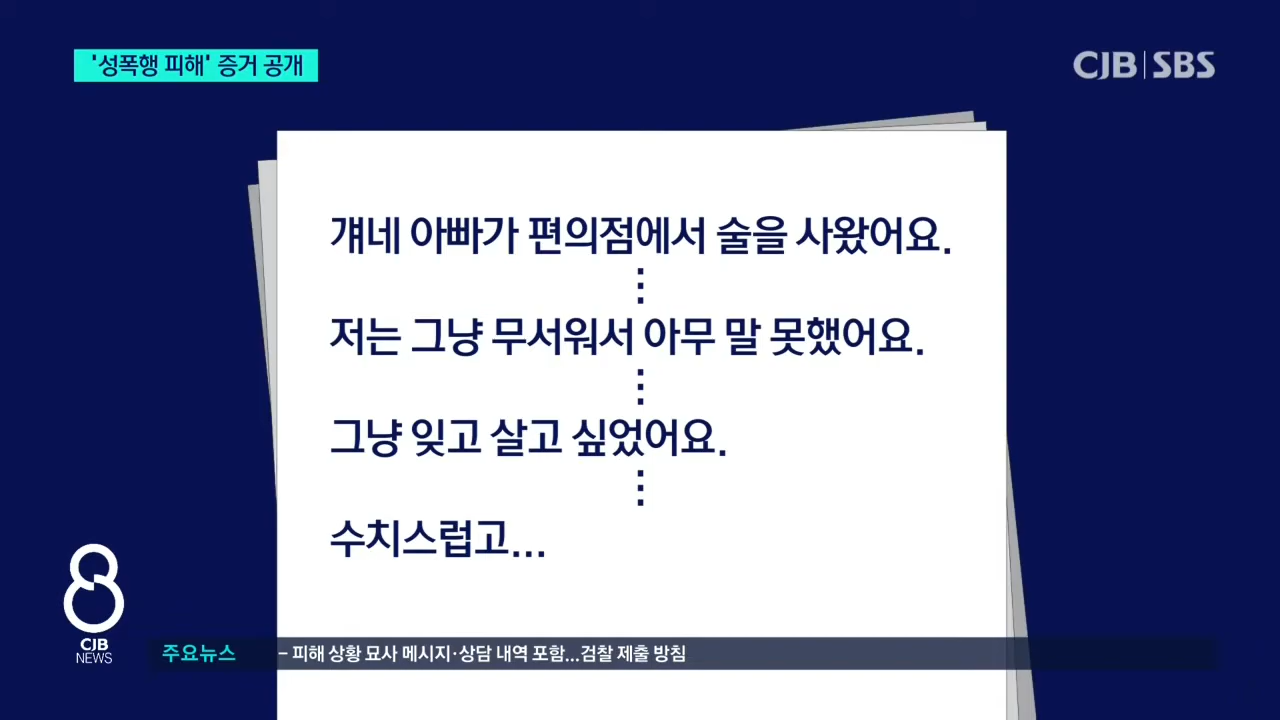 '성폭행 피해' 증거 공개
CJB SBS
걔네 아빠가 편의점에서 술을 사왔어요.
저는 그냥 무서워서 아무 말 못했어요.
그냥 잊고 살고 싶었어요.
수치스럽고...
8
CJB
NEWS
주요뉴스 - 피해 상황 묘사 메시지·상담 내역 포함...검찰 제출 방침